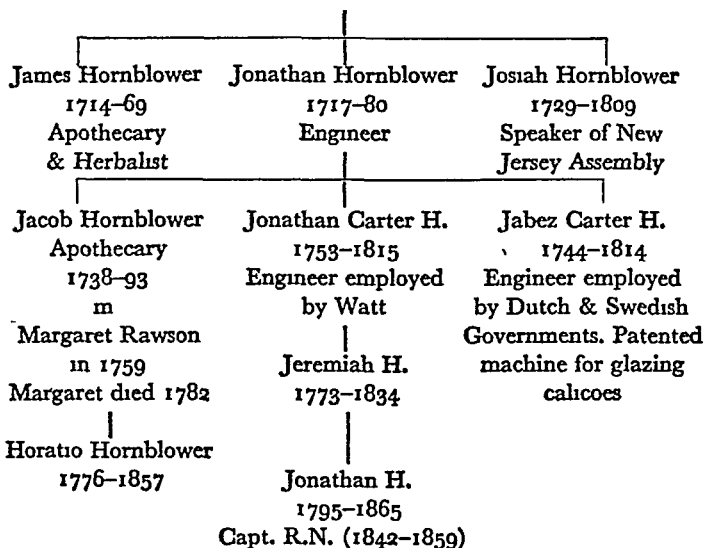 James Hornblower
1714–69
Apothecary
& Herbalist
Jonathan Hornblower
1717–80
Engineer
Josiah Hornblower
1729–1809
Speaker of New
Jersey Assembly
Jacob Hornblower
Apothecary
1738–93
m
Margaret Rawson
in 1759
Margaret died 1782
Horatio Hornblower
1776–1857
Jonathan Carter H.
1753–1815
Engineer employed
by Watt
Jeremiah H.
1773–1834
Jonathan H.
1795–1865
Capt. R.N. (1842–1859)
Jabez Carter H.
1744–1814
Engineer employed
by Dutch & Swedish
Governments. Patented
machine for glazing
calicoes